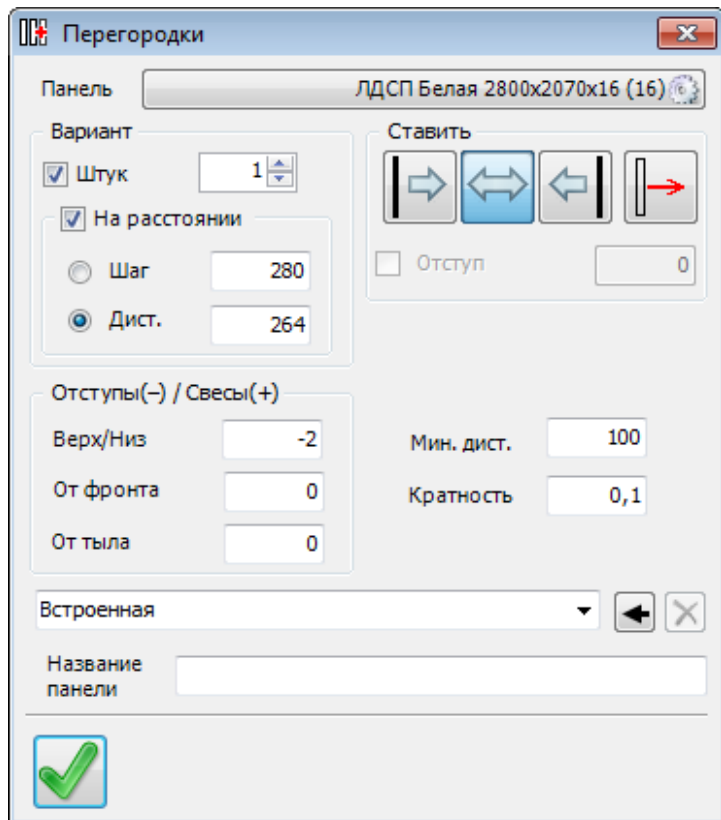 Перегородки
Панель ЛДСП Белая 2800x2070x16 (16)
Вариант
Ставить
Штук 1
На расстоянии
Шаг 280
Дист. 264
Отступ 0
Отступы(–) / Свесы(+)
Верх/Низ -2
Мин. дист. 100
От фронта 0
Кратность 0,1
От тыла 0
Встроенная
Название
панели